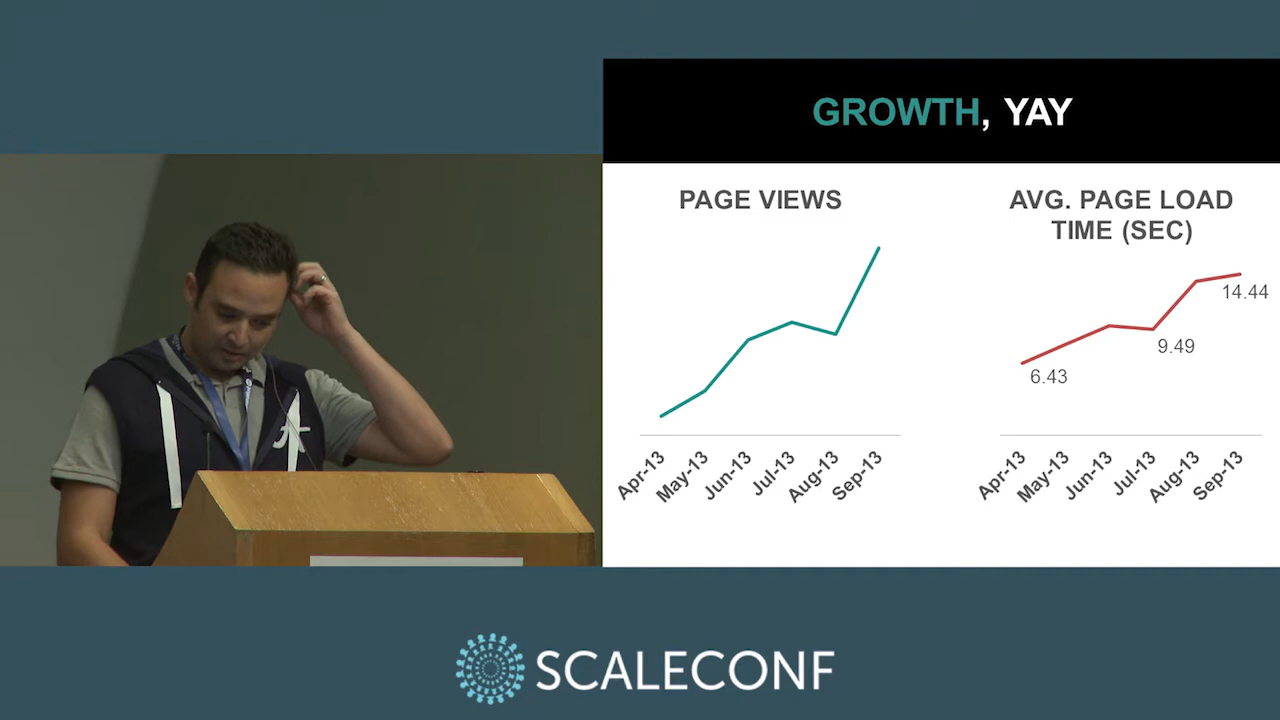 GROWTH, YAY
PAGE VIEWS
Apr-13
May-13
Jun-13
Jul-13
Aug-13
Sep-13
AVG. PAGE LOAD
TIME (SEC)
14.44
9.49
6.43
Apr-13
May-13
Jun-13
Jul-13
Aug-13
Sep-13
SCALECONF